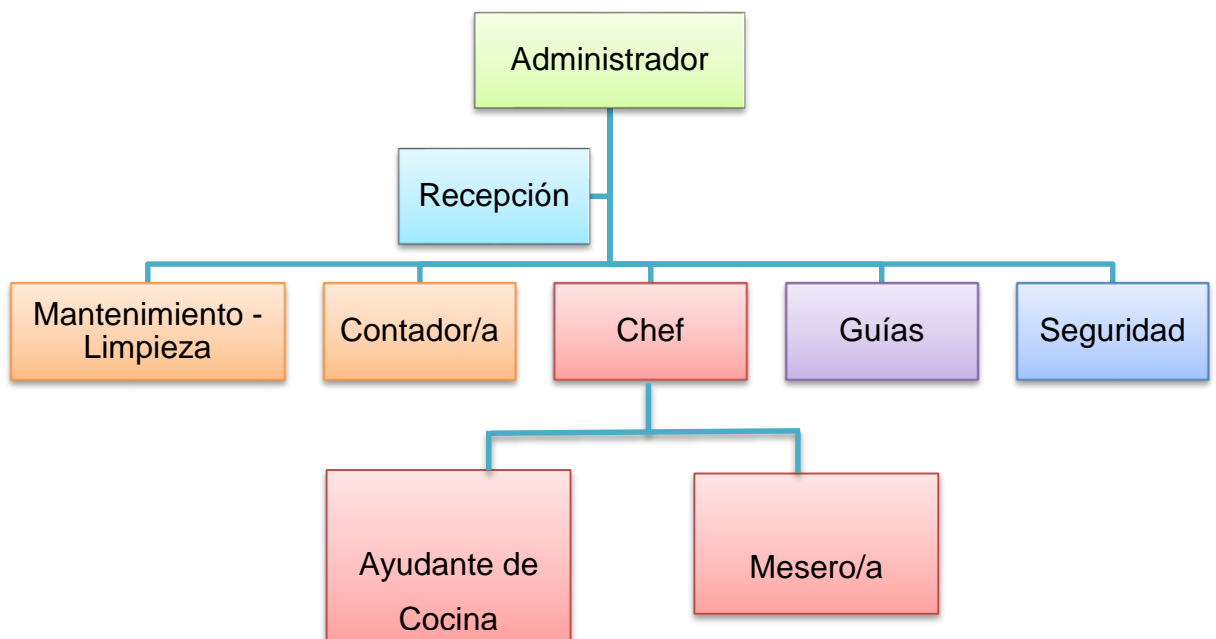 Administrador
Recepción
Mantenimiento -
Limpieza
Contador/a
Chef
Guías
Seguridad
Ayudante de
Cocina
Mesero/a